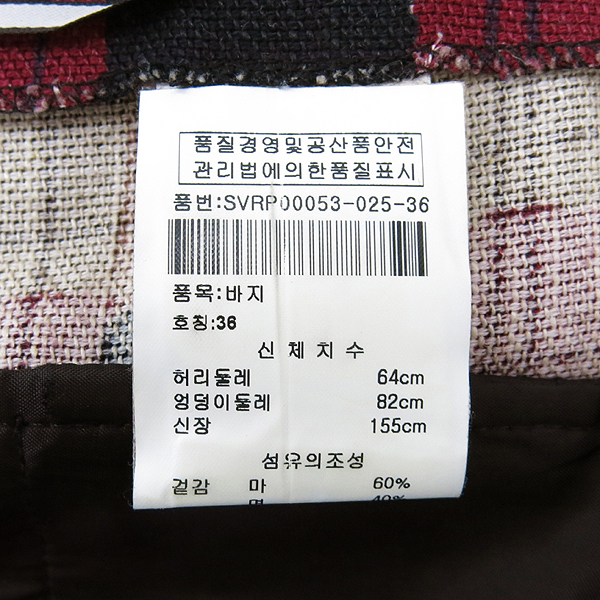 품질경영및공산품안전
관리법에의한품질표시
품번:SVRP00053-025-36
품목:바지
호칭:36
신체치수
허리둘레 64cm
엉덩이둘레 82cm
신장 155cm
섬유의조성
겉감 마 60%
면 40%